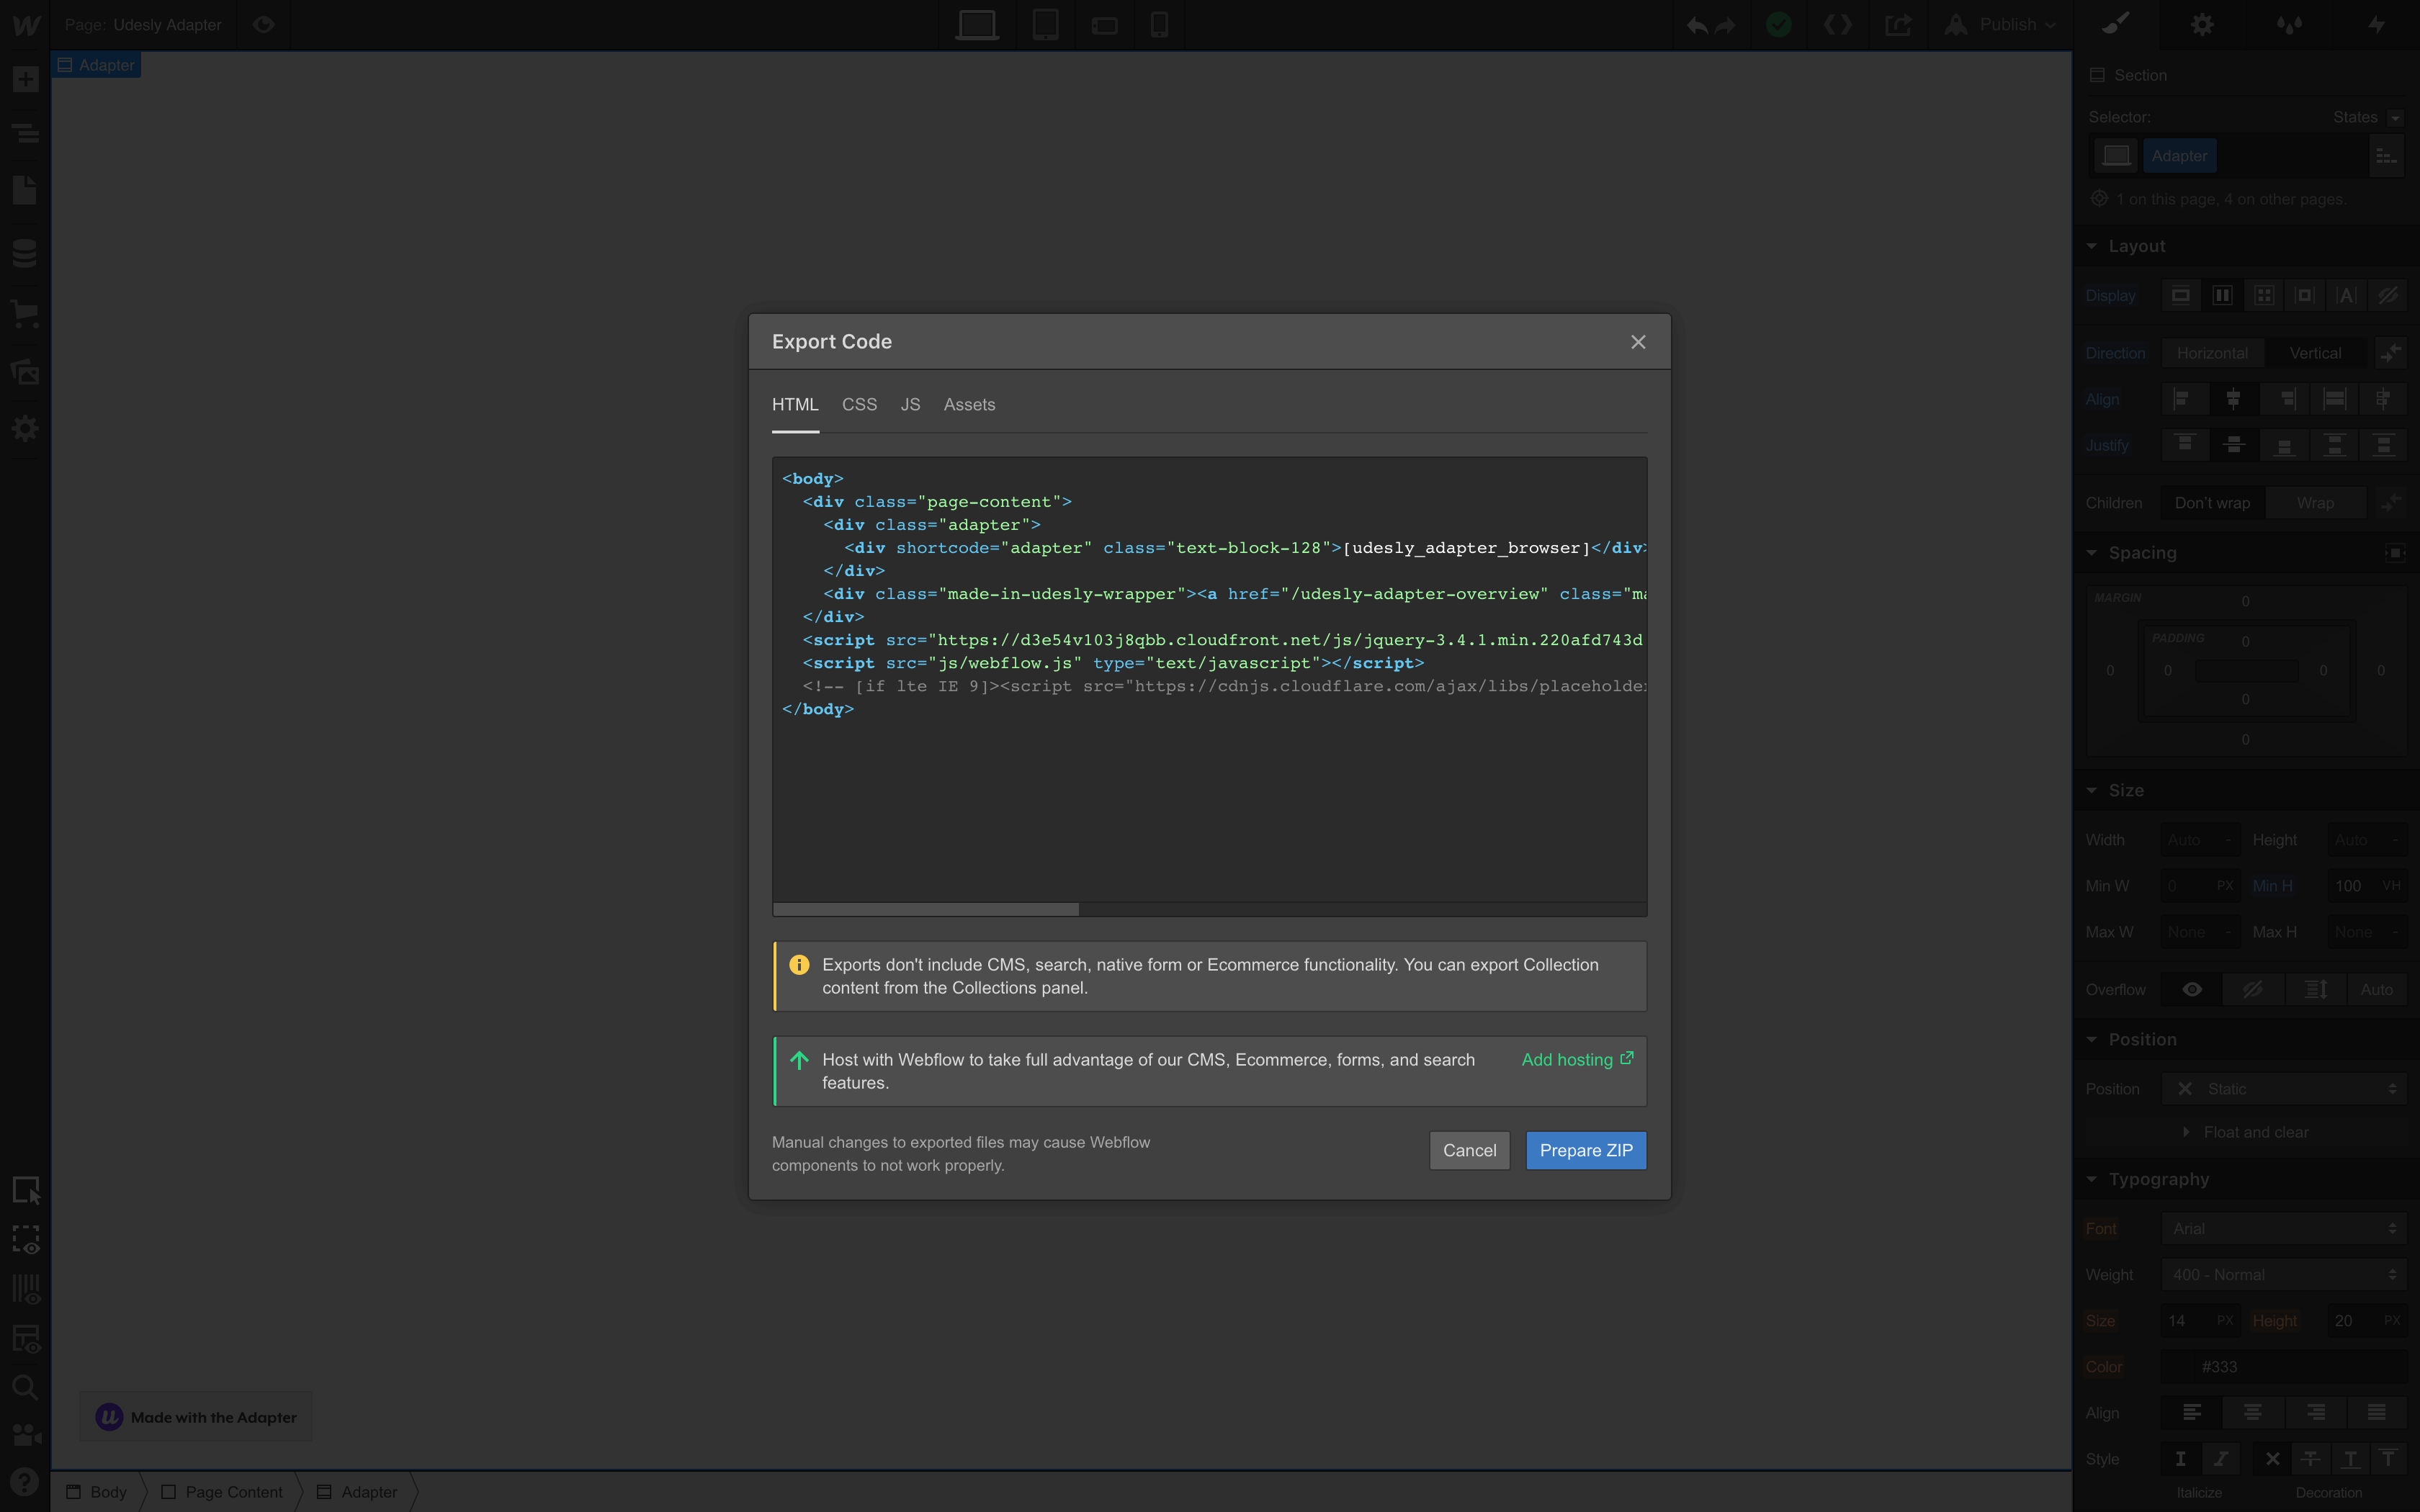 Page: Udesly Adapter
Publish
Adapter
Export Code
HTML CSS JS Assets
<body>
<div class="page-content">
<div class="adapter">
<div shortcode="adapter" class="text-block-128">[udesly_adapter_browser]</div>
</div>
<div class="made-in-udesly-wrapper"><a href="/udesly-adapter-overview" class="ma
</div>
<script src="https://d3e54v103j8qbb.cloudfront.net/js/jquery-3.4.1.min.220afd743d
<script src="js/webflow.js" type="text/javascript"></script>
<!-- [if lte IE 9]><script src="https://cdnjs.cloudflare.com/ajax/libs/placeholder
</body>
Exports don't include CMS, search, native form or Ecommerce functionality. You can export Collection
content from the Collections panel.
Host with Webflow to take full advantage of our CMS, Ecommerce, forms, and search
features.
Add hosting
Manual changes to exported files may cause Webflow
components to not work properly.
Cancel Prepare ZIP
Made with the Adapter
Body Page Content Adapter
Section
Selector: States
Adapter
1 on this page, 4 on other pages.
Layout
Display
Direction Horizontal Vertical
Align
Justify
Children Don't wrap Wrap
Spacing
MARGIN 0
PADDING 0
0 0 0 0
0
0
Size
Width Auto - Height Auto -
Min W 0 PX Min H 100 VH
Max W None - Max H None -
Overflow Auto
Position
Position Static
Float and clear
Typography
Font Arial
Weight 400 - Normal
Size 14 PX Height 20 PX
Color #333
Align
Style
Italicize Decoration